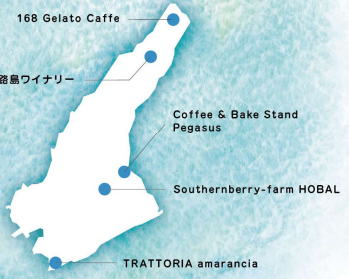 168 Gelato Caffe
路島ワイナリー
Coffee & Bake Stand
Pegasus
Southernberry-farm HOBAL
TRATTORIA amarancia